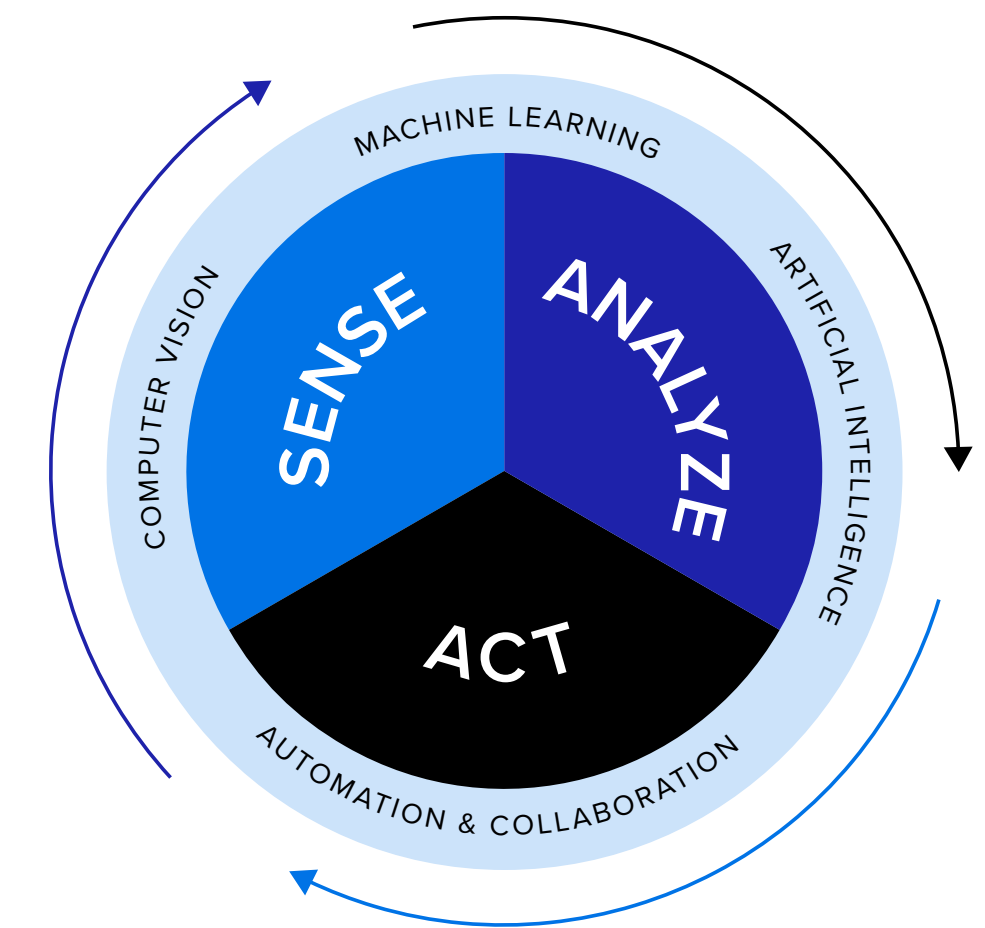 MACHINE LEARNING
SENSE
ANALYZE
COMPUTER VISION
ARTIFICIAL INTELLIGENCE
ACT
AUTOMATION & COLLABORATION